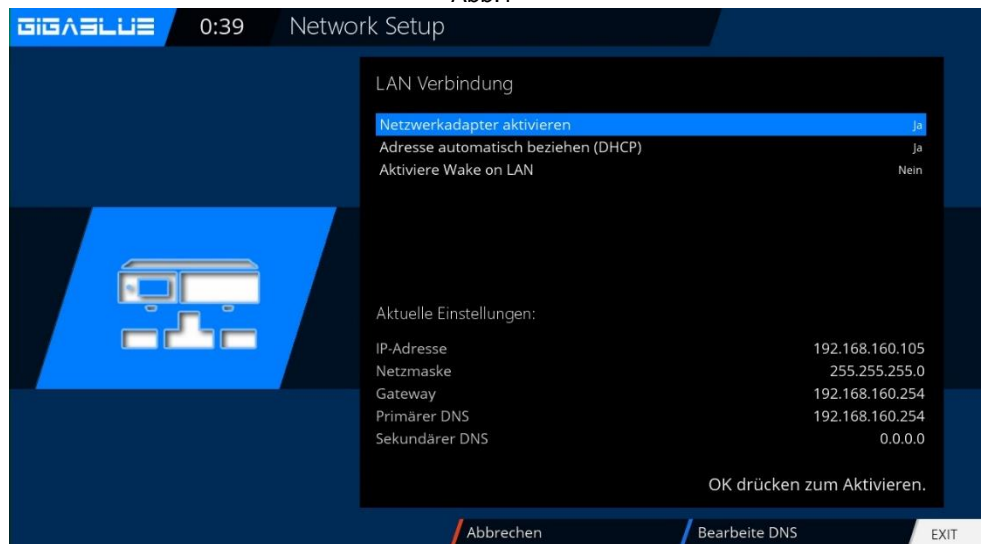 GIGABLUE 0:39 Network Setup
LAN Verbindung
Netzwerkadapter aktivieren Ja
Adresse automatisch beziehen (DHCP) Ja
Aktiviere Wake on LAN Nein
Aktuelle Einstellungen:
IP-Adresse 192.168.160.105
Netzmaske 255.255.255.0
Gateway 192.168.160.254
Primärer DNS 192.168.160.254
Sekundärer DNS 0.0.0.0
OK drücken zum Aktivieren.
Abbrechen Bearbeite DNS EXIT